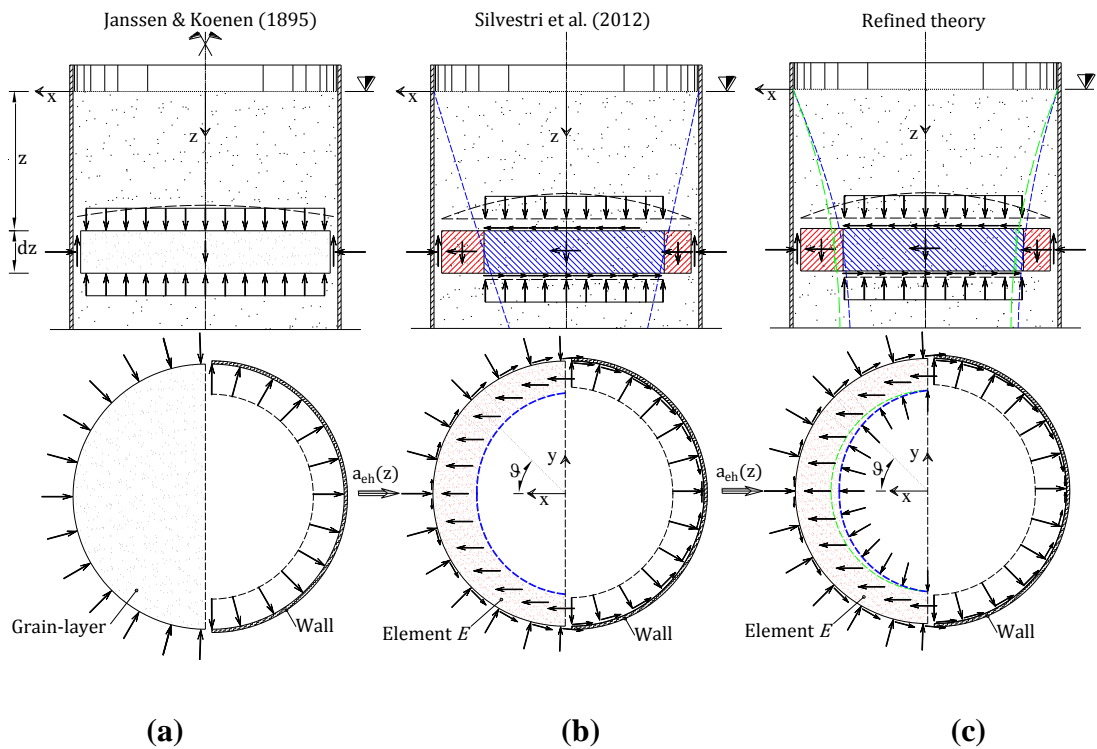 Janssen & Koenen (1895)
Silvestri et al. (2012)
Refined theory
x
x
x
z
z
z
z
dz
a_eh(z)
a_eh(z)
y
y
ϑ
ϑ
x
x
Grain-layer
Wall
Element E
Wall
Element E
Wall
(a)
(b)
(c)